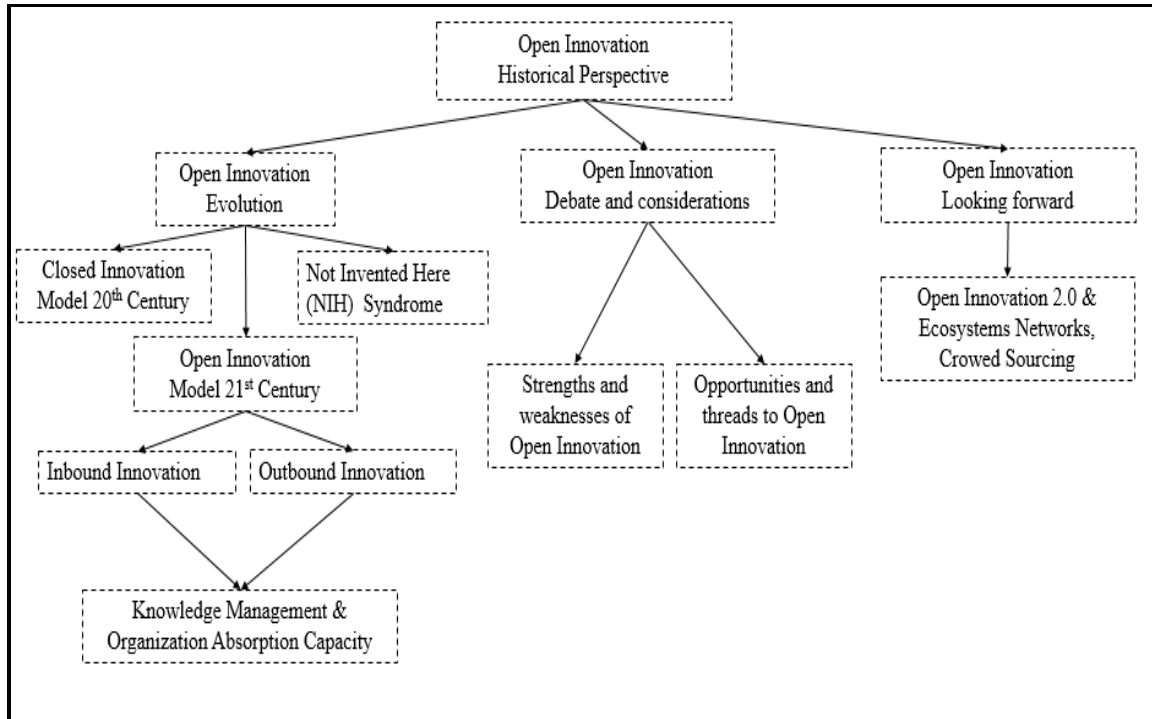 Open Innovation
Historical Perspective
Open Innovation
Evolution
Open Innovation
Debate and considerations
Open Innovation
Looking forward
Closed Innovation
Model 20th Century
Not Invented Here
(NIH) Syndrome
Open Innovation 2.0 &
Ecosystems Networks,
Crowed Sourcing
Open Innovation
Model 21st Century
Strengths and
weaknesses of
Open Innovation
Opportunities and
threads to Open
Innovation
Inbound Innovation
Outbound Innovation
Knowledge Management &
Organization Absorption Capacity